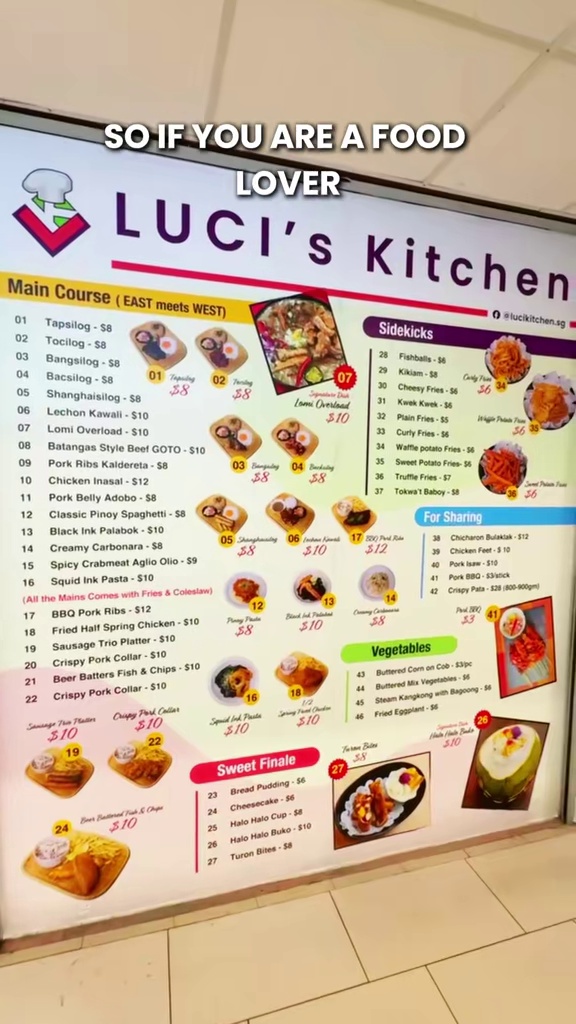 SO IF YOU ARE A FOOD
LOVER
LUCI's Kitchen
@lucikitchen.sg
Main Course ( EAST meets WEST)
01 Tapsilog - $8
02 Tocilog - $8
03 Bangsilog - $8
04 Bacsilog - $8
05 Shanghaisilog - $8
06 Lechon Kawali - $10
07 Lomi Overload - $10
08 Batangas Style Beef GOTO - $10
09 Pork Ribs Kaldereta - $8
10 Chicken Inasal - $12
11 Pork Belly Adobo - $8
12 Classic Pinoy Spaghetti - $7
13 Black Ink Palabok - $10
14 Creamy Carbonara - $8
15 Spicy Crabmeat Aglio Olio - $9
16 Squid Ink Pasta - $10
(All the Mains Comes with Fries & Coleslaw)
17 BBQ Pork Ribs - $12
18 Fried Half Spring Chicken - $10
19 Sausage Trio Platter - $10
20 Crispy Pork Collar - $10
21 Beer Batters Fish & Chips - $10
22 Crispy Pork Collar - $10
01 Tapsilog
$8
02 Tocilog
$8
07
Signature Dish
Lomi Overload
$10
03 Bangsilog
$8
04 Bacsilog
$8
05 Shanghaisilog
$8
06 Lechon Kawali
$10
17 BBQ Pork Ribs
$12
12
Pinoy Pasta
$8
13
Black Ink Palabok
$10
14
Creamy Carbonara
$8
16
Squid Ink Pasta
$10
18
1/2
Spring Fried Chicken
$10
Sausage Trio Platter
$10
19
Crispy Pork Collar
$10
22
Beer Buttered Fish & Chips
24 $10
Sweet Finale
23 Bread Pudding - $6
24 Cheesecake - $6
25 Halo Halo Cup - $8
26 Halo Halo Buko - $10
27 Turon Bites - $8
Turon Bites
27 $8
Sidekicks
28 Fishballs - $6
29 Kikiam - $8
30 Cheesy Fries - $6
31 Kwek Kwek - $6
32 Plain Fries - $5
33 Curly Fries - $6
34 Waffle potato Fries - $6
35 Sweet Potato Fries- $6
36 Truffle Fries - $7
37 Tokwa't Baboy - $8
Curly Fries
$6 34
Waffle Potato Fries
$6 35
Sweet Potato Fries
36 $6
For Sharing
38 Chicharon Bulaklak - $12
39 Chicken Feet - $ 10
40 Pork Isaw - $10
41 Pork BBQ - $3/stick
42 Crispy Pata - $28 (800-900gm)
Pork BBQ
$3
41
Vegetables
43 Buttered Corn on Cob - $3/pc
44 Buttered Mix Vegetables - $6
45 Steam Kangkong with Bagoong - $6
46 Fried Eggplant - $6
Signature Dish
Halo Halo Buko
$10
26